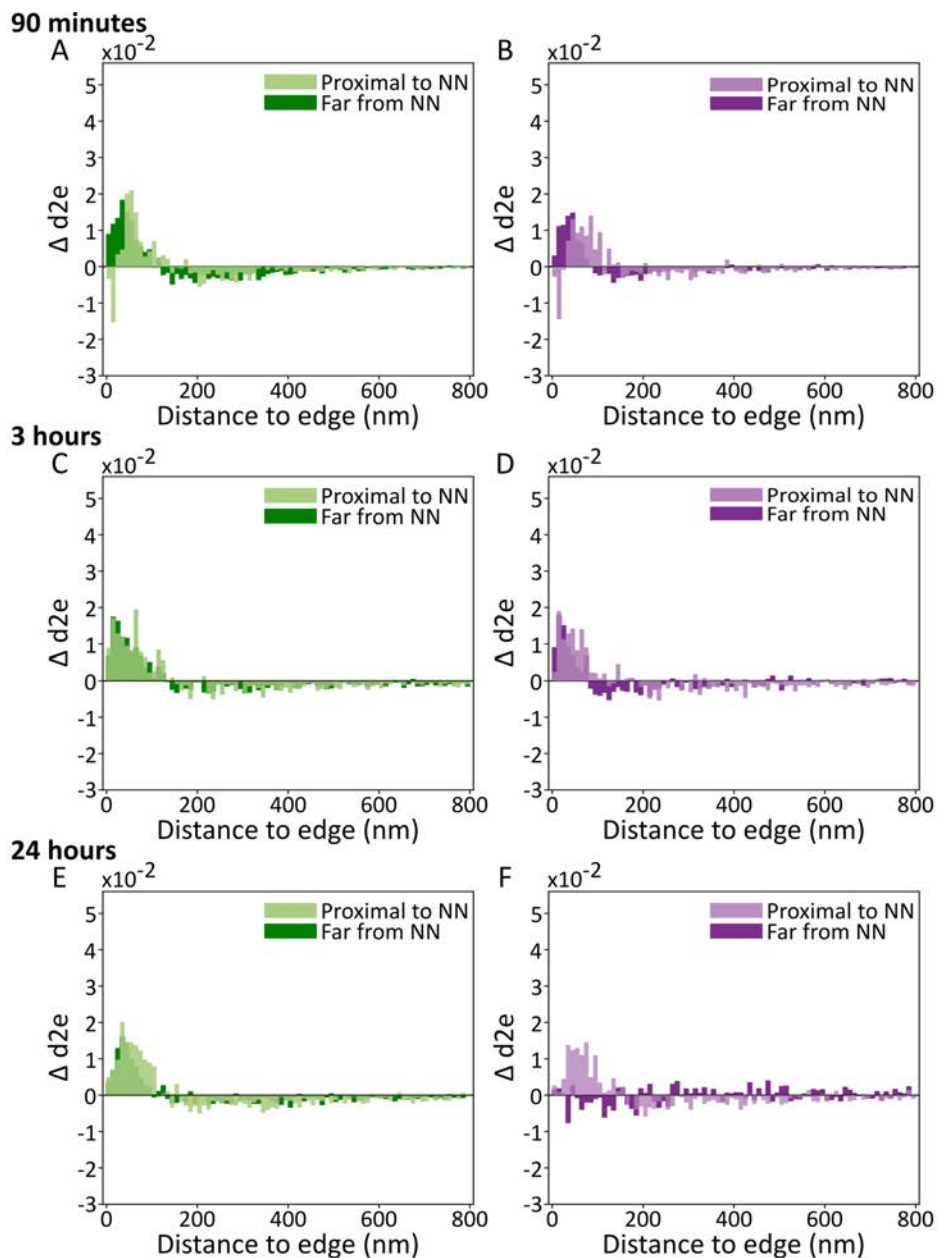 90 minutes
A
x10-2
Proximal to NN
Far from NN
Δ d2e
5
4
3
2
1
0
-1
-2
-3
0 200 400 600 800
Distance to edge (nm)
B
x10-2
Proximal to NN
Far from NN
Δ d2e
5
4
3
2
1
0
-1
-2
-3
0 200 400 600 800
Distance to edge (nm)
3 hours
C
x10-2
Proximal to NN
Far from NN
Δ d2e
5
4
3
2
1
0
-1
-2
-3
0 200 400 600 800
Distance to edge (nm)
D
x10-2
Proximal to NN
Far from NN
Δ d2e
5
4
3
2
1
0
-1
-2
-3
0 200 400 600 800
Distance to edge (nm)
24 hours
E
x10-2
Proximal to NN
Far from NN
Δ d2e
5
4
3
2
1
0
-1
-2
-3
0 200 400 600 800
Distance to edge (nm)
F
x10-2
Proximal to NN
Far from NN
Δ d2e
5
4
3
2
1
0
-1
-2
-3
0 200 400 600 800
Distance to edge (nm)